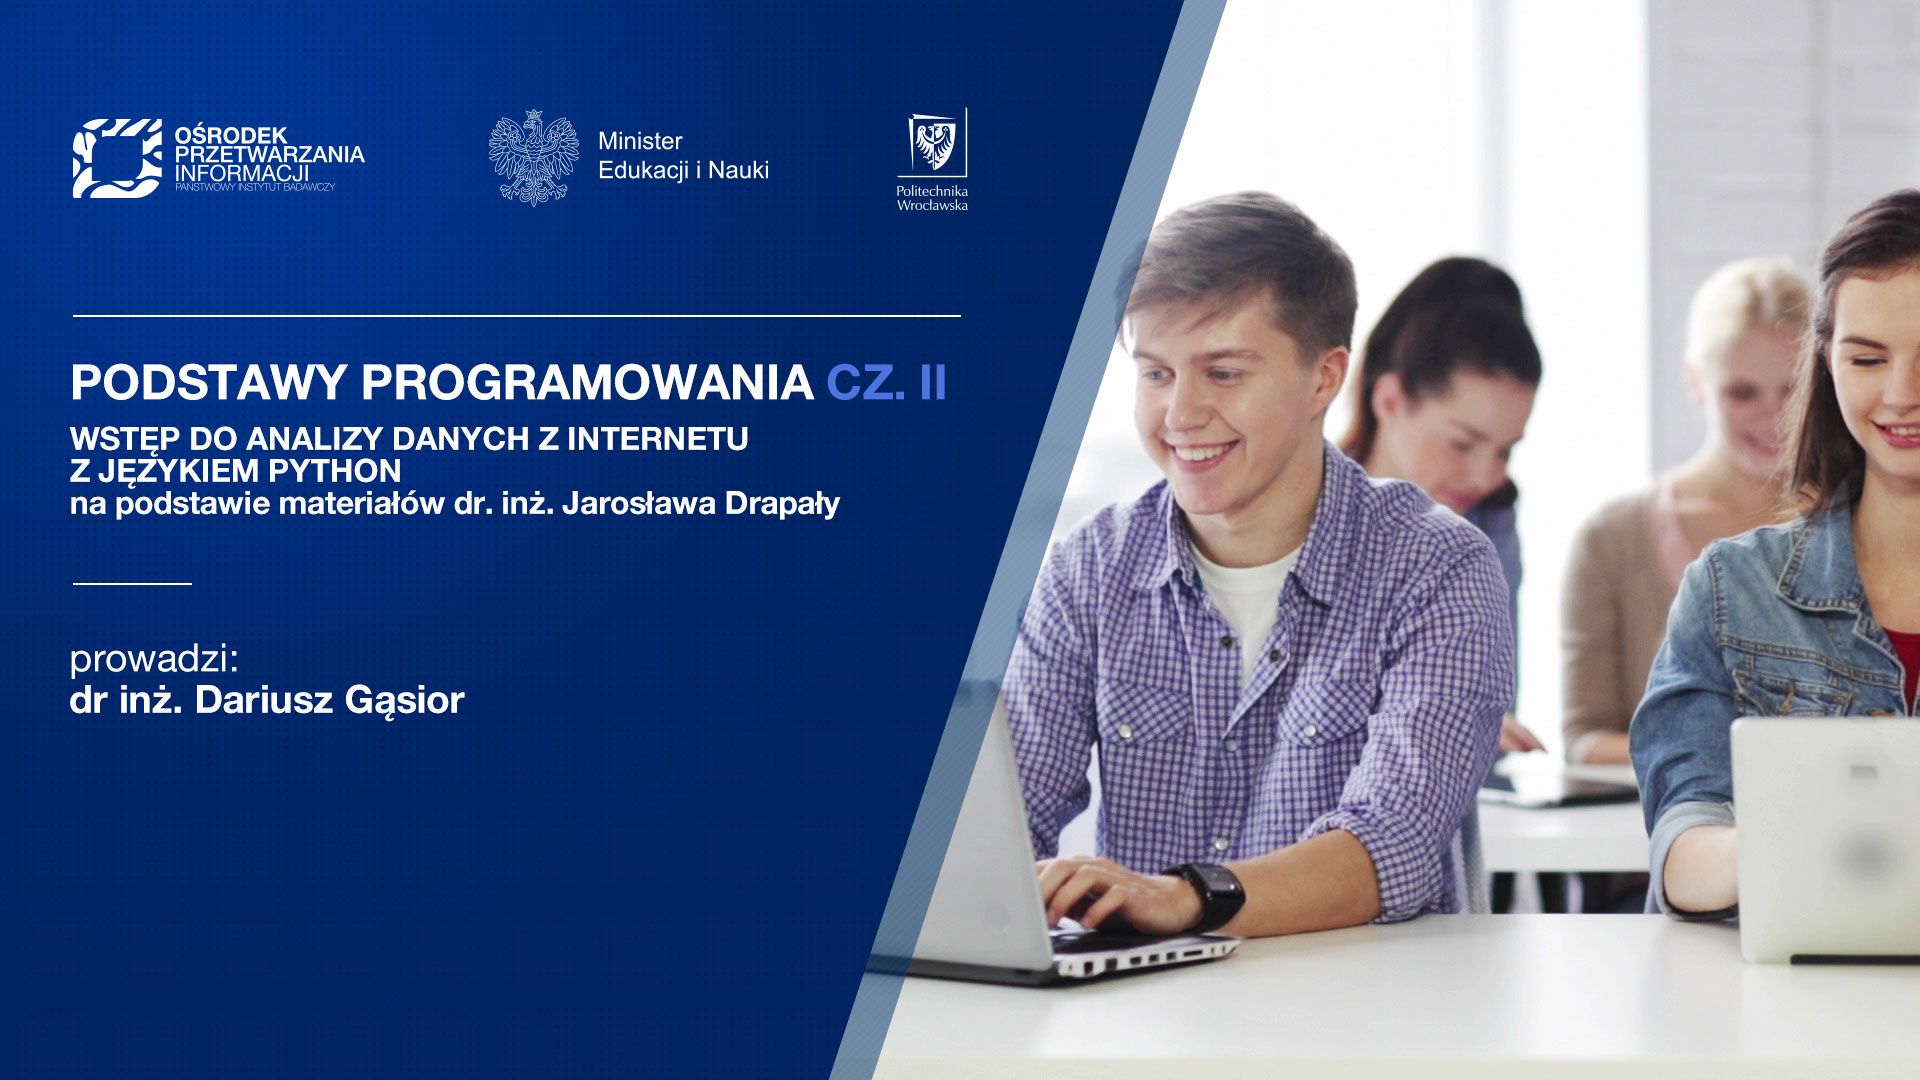 OŚRODEK
PRZETWARZANIA
INFORMACJI
PAŃSTWOWY INSTYTUT BADAWCZY
Minister
Edukacji i Nauki
Politechnika
Wrocławska
PODSTAWY PROGRAMOWANIA CZ. II
WSTĘP DO ANALIZY DANYCH Z INTERNETU
Z JĘZYKIEM PYTHON
na podstawie materiałów dr. inż. Jarosława Drapały
prowadzi:
dr inż. Dariusz Gąsior